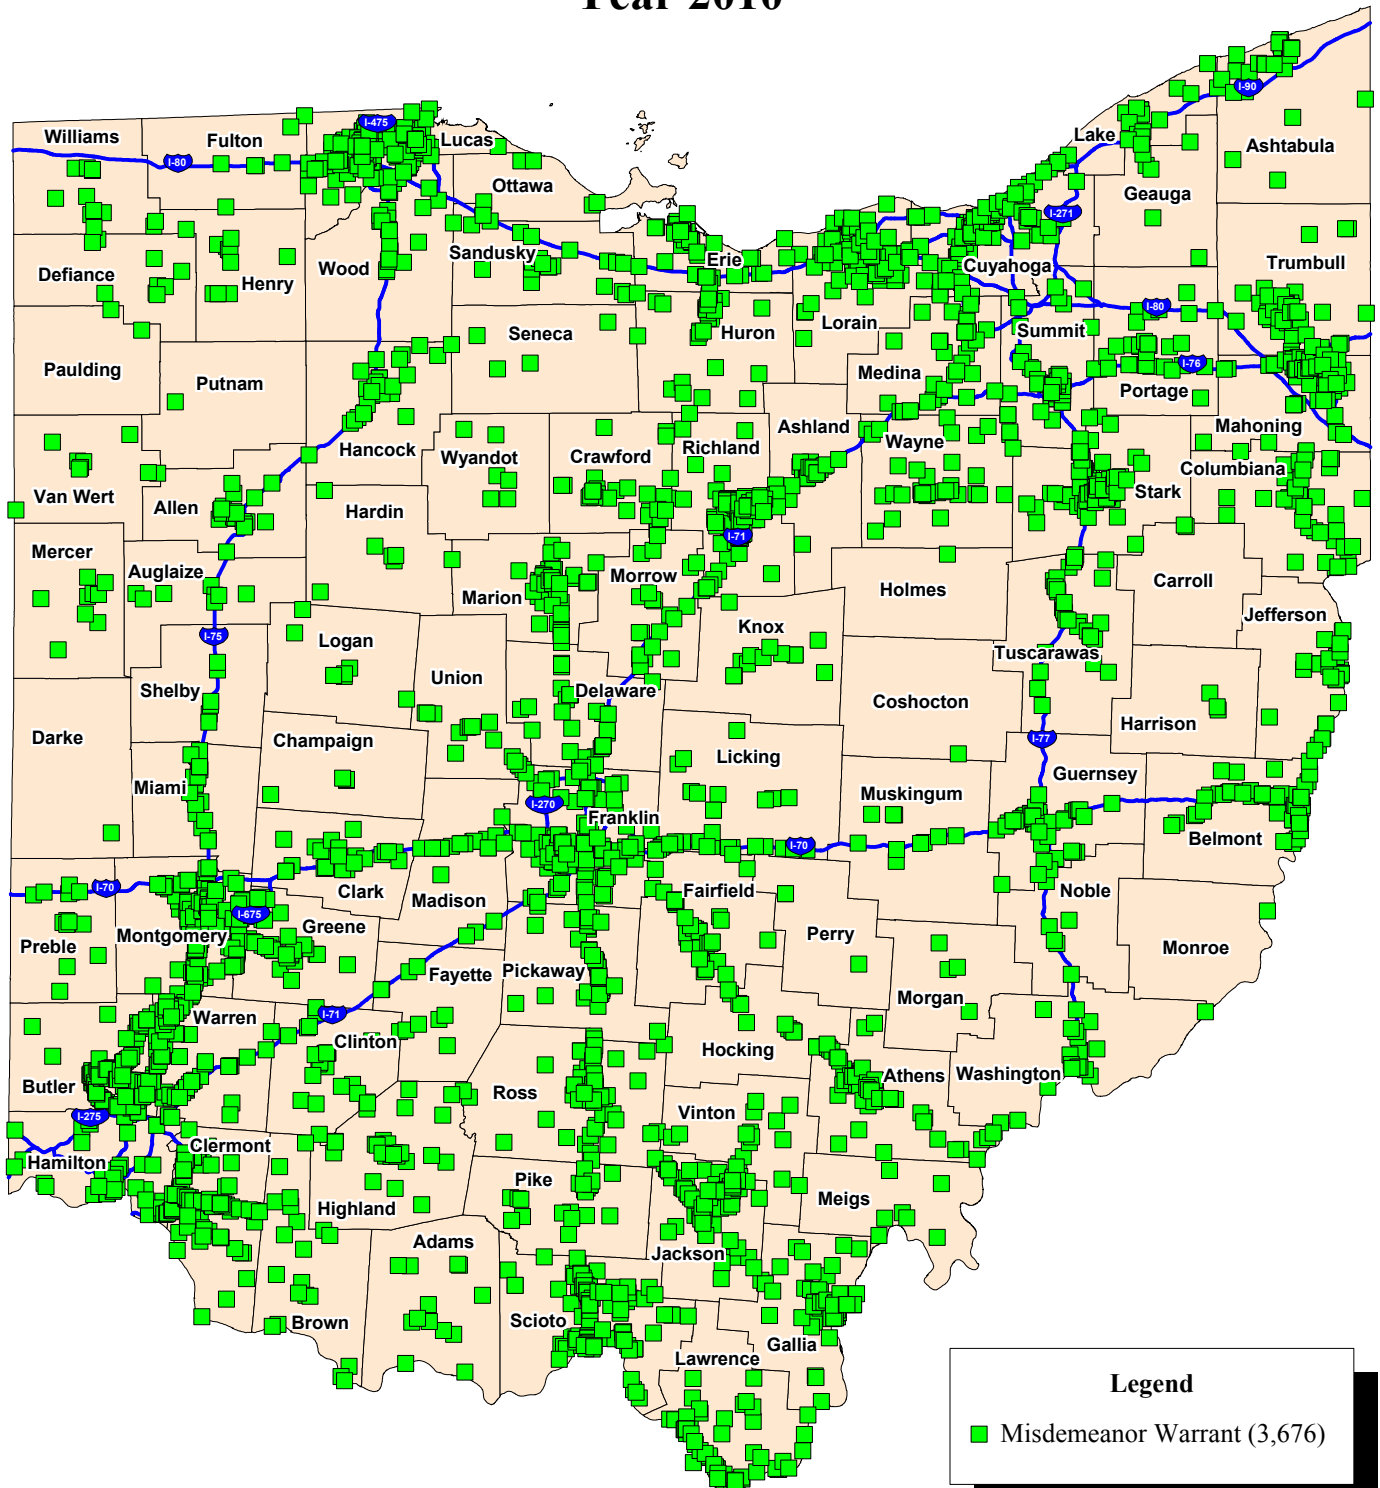 Year 2016
I-90
I-475
Williams
Fulton
Lucas
Lake
Ashtabula
I-80
Ottawa
Geauga
I-271
Sandusky
Erie
Cuyahoga
Trumbull
Defiance
Henry
Wood
I-80
Seneca
Huron
Lorain
Summit
Paulding
Putnam
Medina
I-76
Portage
Hancock
Wyandot
Crawford
Richland
Ashland
Wayne
Mahoning
Columbiana
Van Wert
Allen
Hardin
Stark
I-71
Mercer
Auglaize
Marion
Morrow
Holmes
Carroll
Jefferson
I-75
Logan
Knox
Tuscarawas
Shelby
Union
Delaware
Coshocton
Harrison
Darke
Champaign
Licking
I-77
Guernsey
Miami
Muskingum
I-270
Franklin
I-70
Belmont
I-70
Clark
Madison
Fairfield
Noble
I-675
Greene
Montgomery
Preble
Perry
Monroe
Fayette
Pickaway
Morgan
Warren
I-71
Clinton
Hocking
Butler
Ross
Athens
Washington
I-275
Vinton
Clermont
Hamilton
Pike
Highland
Meigs
Adams
Jackson
Brown
Scioto
Gallia
Lawrence
Legend
Misdemeanor Warrant (3,676)